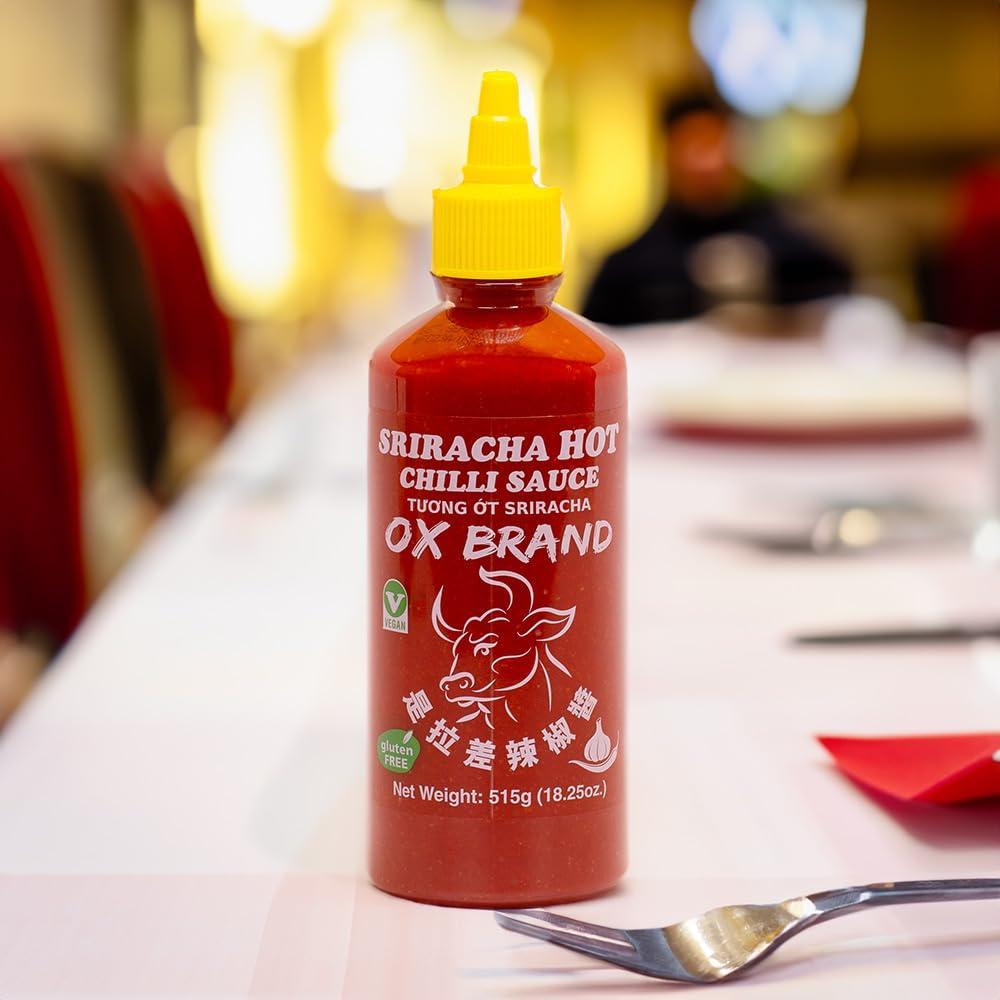 SRIRACHA HOT
CHILLI SAUCE
TƯƠNG ỚT SRIRACHA
OX BRAND
V
VEGAN
是拉差辣椒醬
gluten
FREE
Net Weight: 515g (18.25oz.)